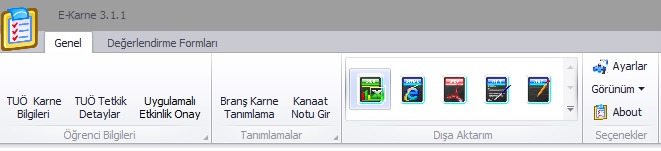 E-Karne 3.1.1
Genel Değerlendirme Formları
TUÖ Karne
Bilgileri
TUÖ Tetkik
Detaylar
Uygulamalı
Etkinlik Onay
Öğrenci Bilgileri
Branş Karne
Tanımlama
Kanaat
Notu Gir
Tanımlamalar
Dışa Aktarım
Ayarlar
Görünüm
About
Seçenekler